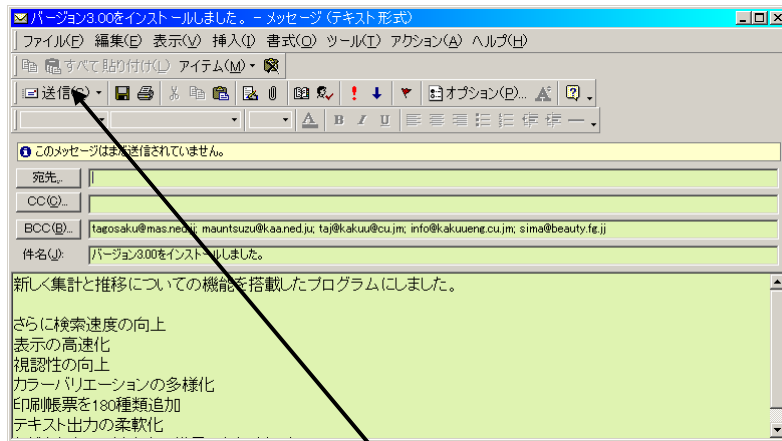 バージョン3.00をインストールしました。 - メッセージ (テキスト形式)
ファイル(F) 編集(E) 表示(V) 挿入(I) 書式(O) ツール(T) アクション(A) ヘルプ(H)
すべて貼り付け(L) アイテム(M)
送信(S) オプション(P)...
A B I U
このメッセージはまだ送信されていません。
宛先...
CC(C)...
BCC(B)... tagosaku@mas.ned.jj; mauntsuzu@kaa.ned.ju; taj@kakuu@cu.jm; info@kakuueng.cu.jm; sima@beauty.fg.jj
件名(J): バージョン3.00をインストールしました。
新しく集計と推移についての機能を搭載したプログラムにしました。
さらに検索速度の向上
表示の高速化
視認性の向上
カラーバリエーションの多様化
印刷帳票を180種類追加
テキスト出力の柔軟化